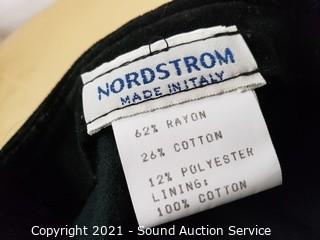 NORDSTROM
MADE IN ITALY
62% RAYON
26% COTTON
12% POLYESTER
LINING:
100% COTTON
Copyright 2021 - Sound Auction Service